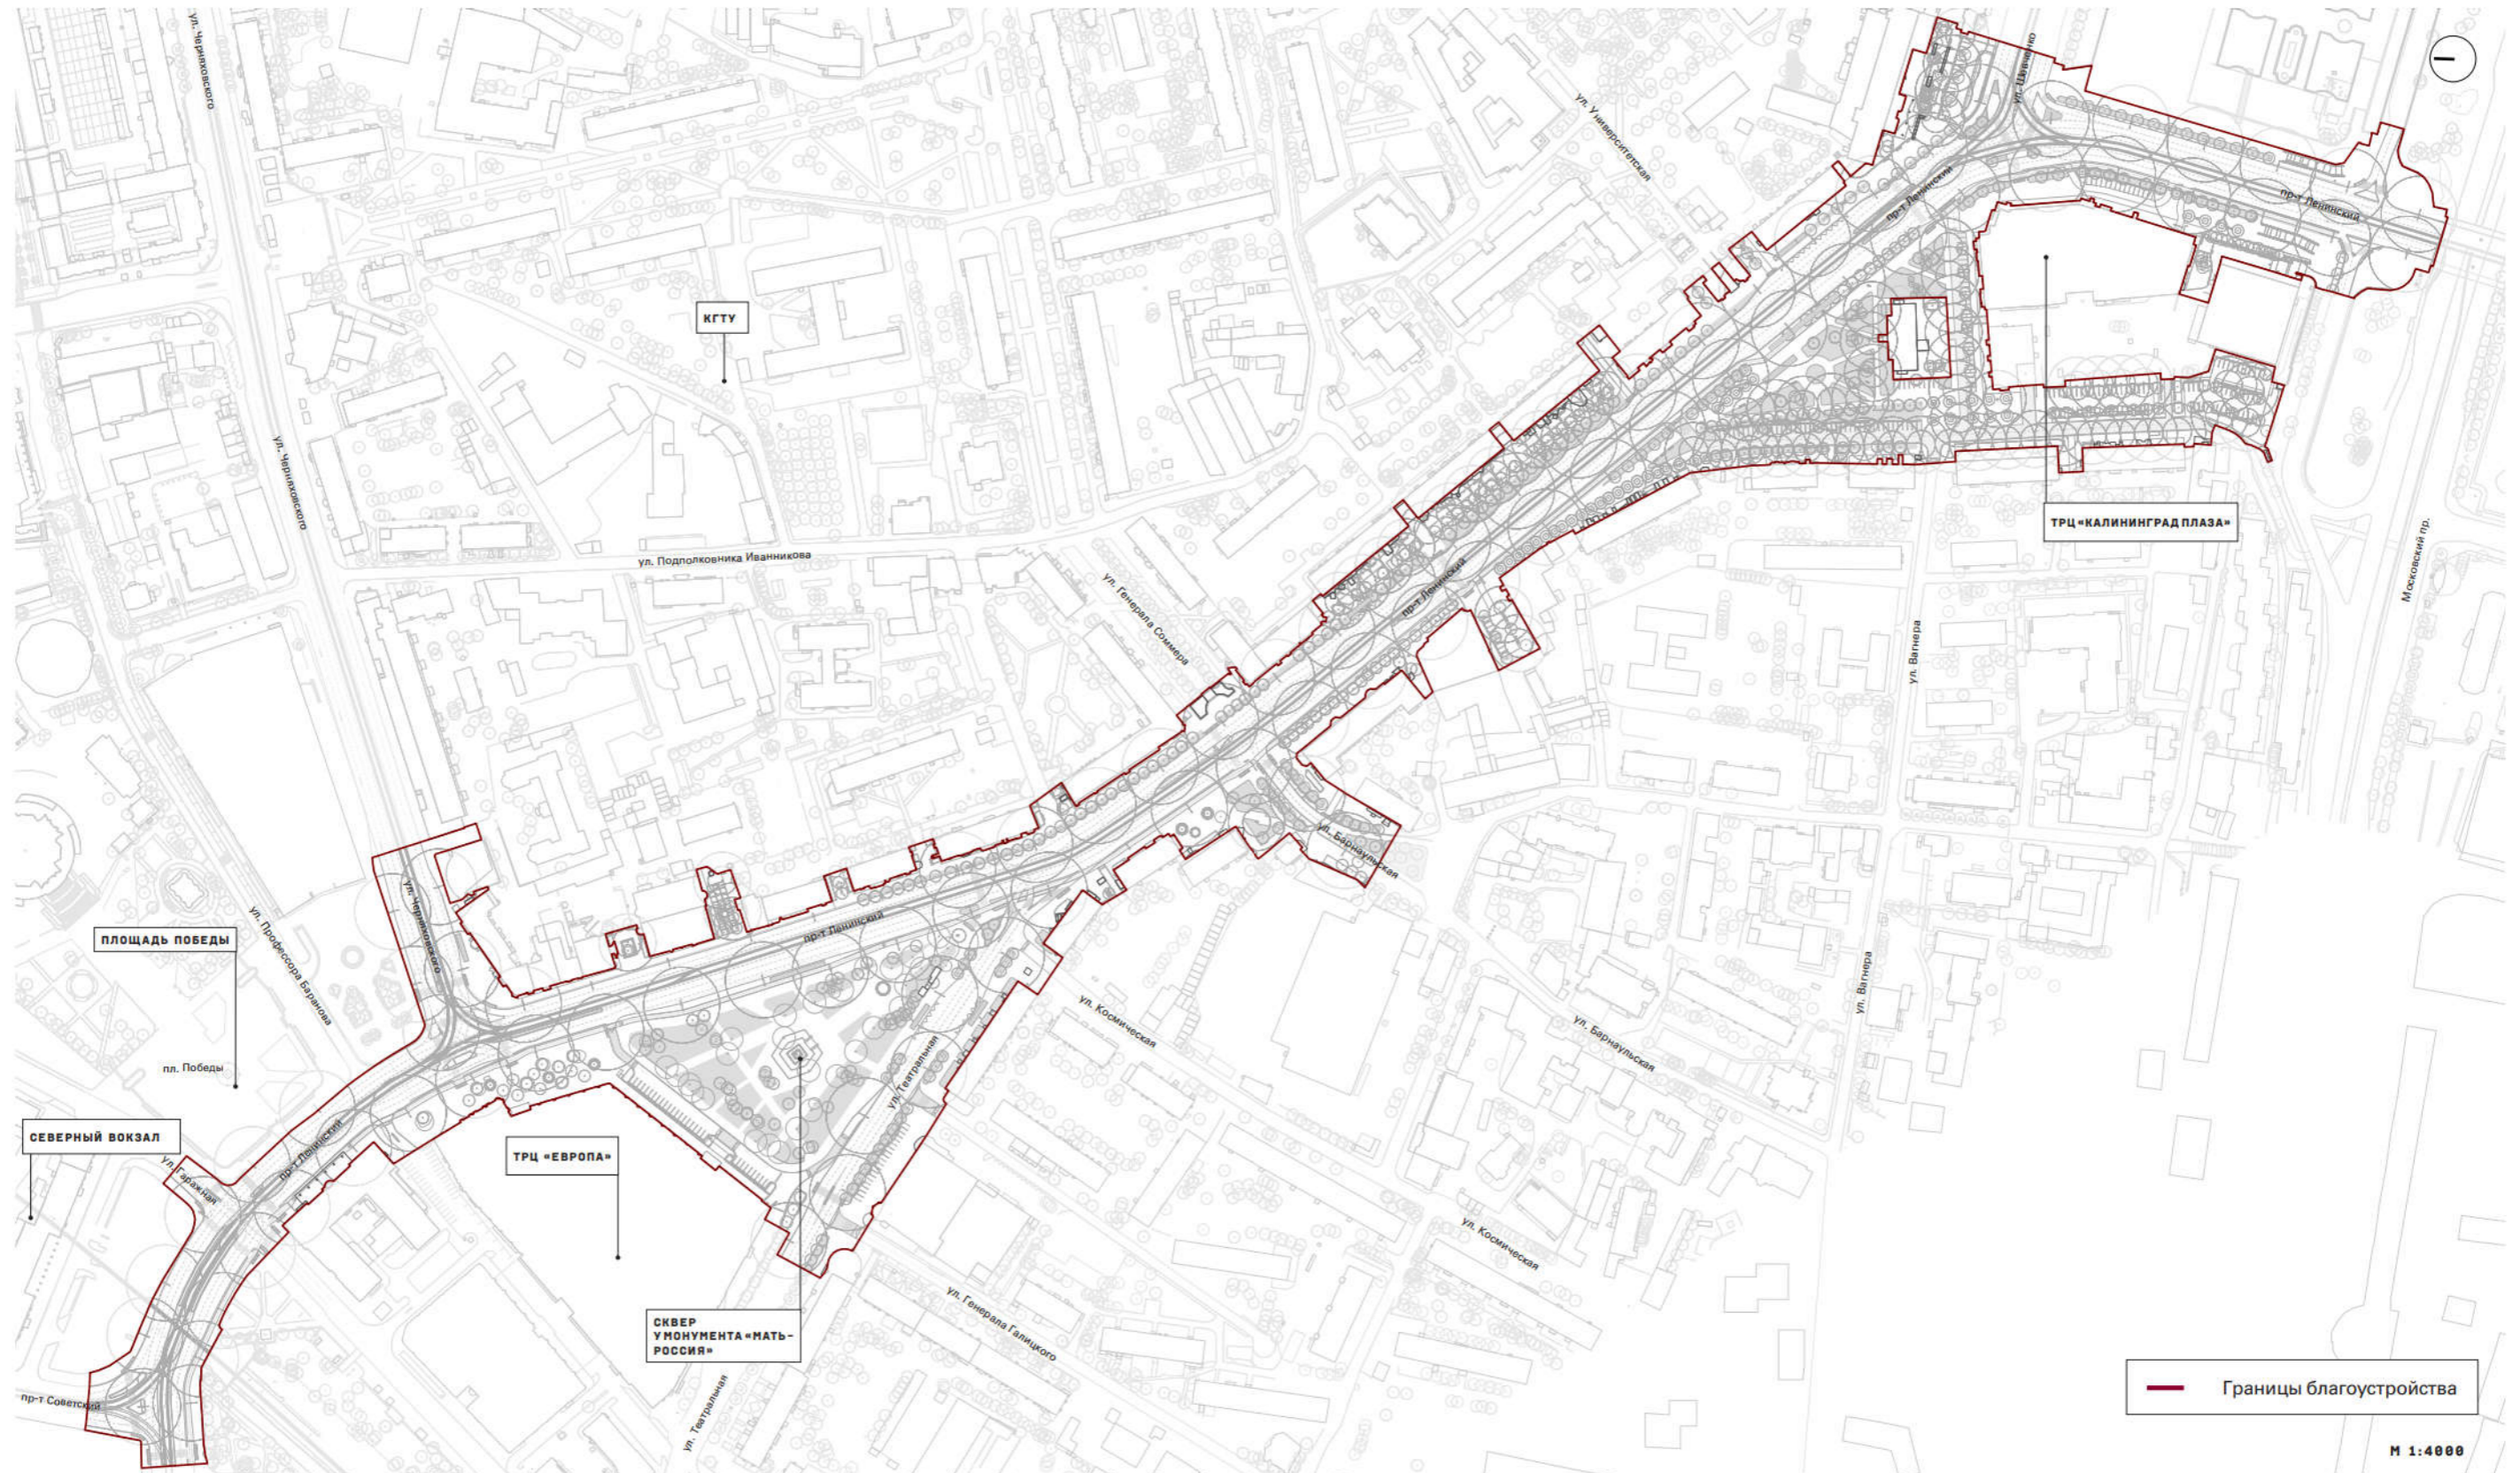 ул. Черняховского
ул. Шевченко
ул. Университетская
пр-т Ленинский
пр-т Ленинский
КГТУ
ул. Черняховского
ТРЦ «КАЛИНИНГРАД ПЛАЗА»
Московский пр.
ул. Подполковника Иванникова
ул. Генерала Соммера
пр-т Ленинский
ул. Вагнера
ул. Барнаульская
ул. Черняховского
пр-т Ленинский
ПЛОЩАДЬ ПОБЕДЫ
ул. Профессора Баранова
ул. Космическая
ул. Вагнера
ул. Барнаульская
ул. Театральная
пл. Победы
СЕВЕРНЫЙ ВОКЗАЛ
пр-т Ленинский
ул. Гаражная
ТРЦ «ЕВРОПА»
ул. Космическая
СКВЕР
У МОНУМЕНТА «МАТЬ-
РОССИЯ»
ул. Генерала Галицкого
пр-т Советский
ул. Театральная
Границы благоустройства
М 1:4000